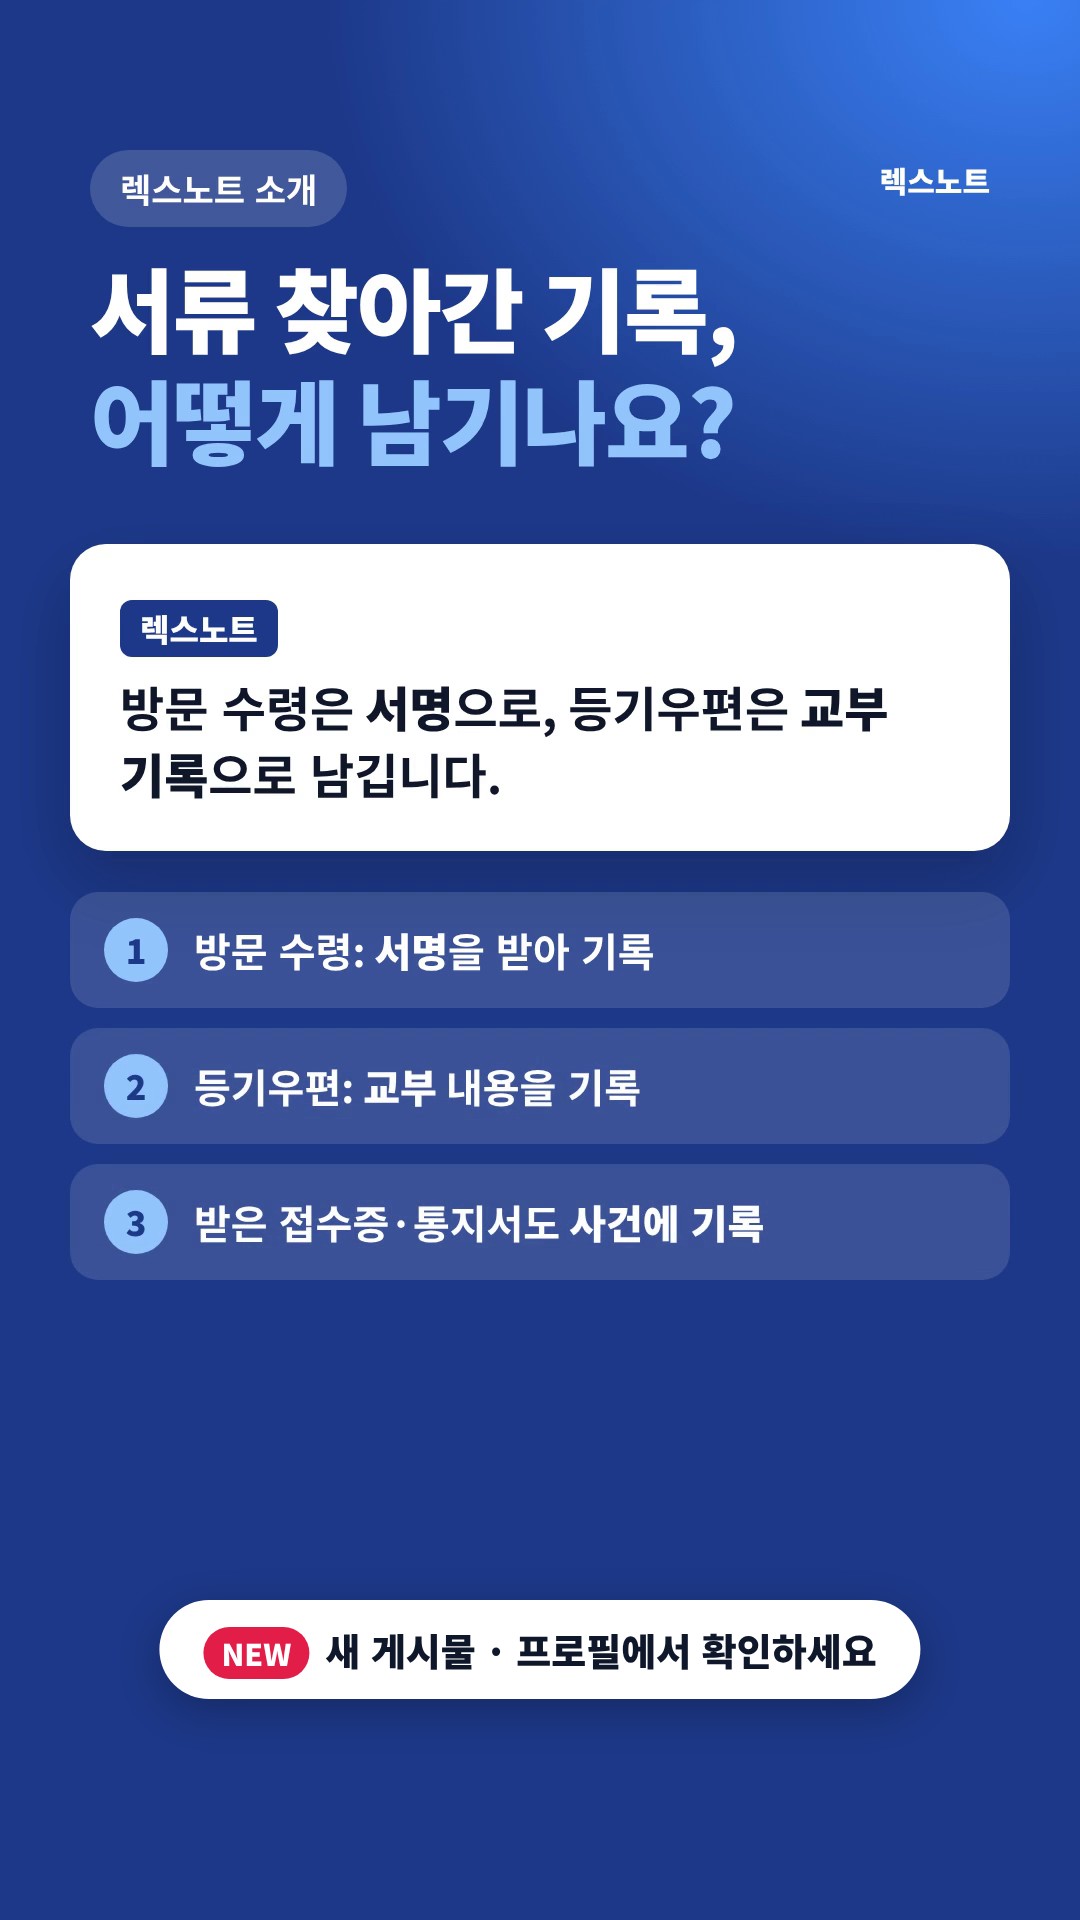 렉스노트 소개
렉스노트
서류 찾아간 기록,
어떻게 남기나요?
렉스노트
방문 수령은 서명으로, 등기우편은 교부
기록으로 남깁니다.
1 방문 수령: 서명을 받아 기록
2 등기우편: 교부 내용을 기록
3 받은 접수증·통지서도 사건에 기록
NEW 새 게시물 · 프로필에서 확인하세요